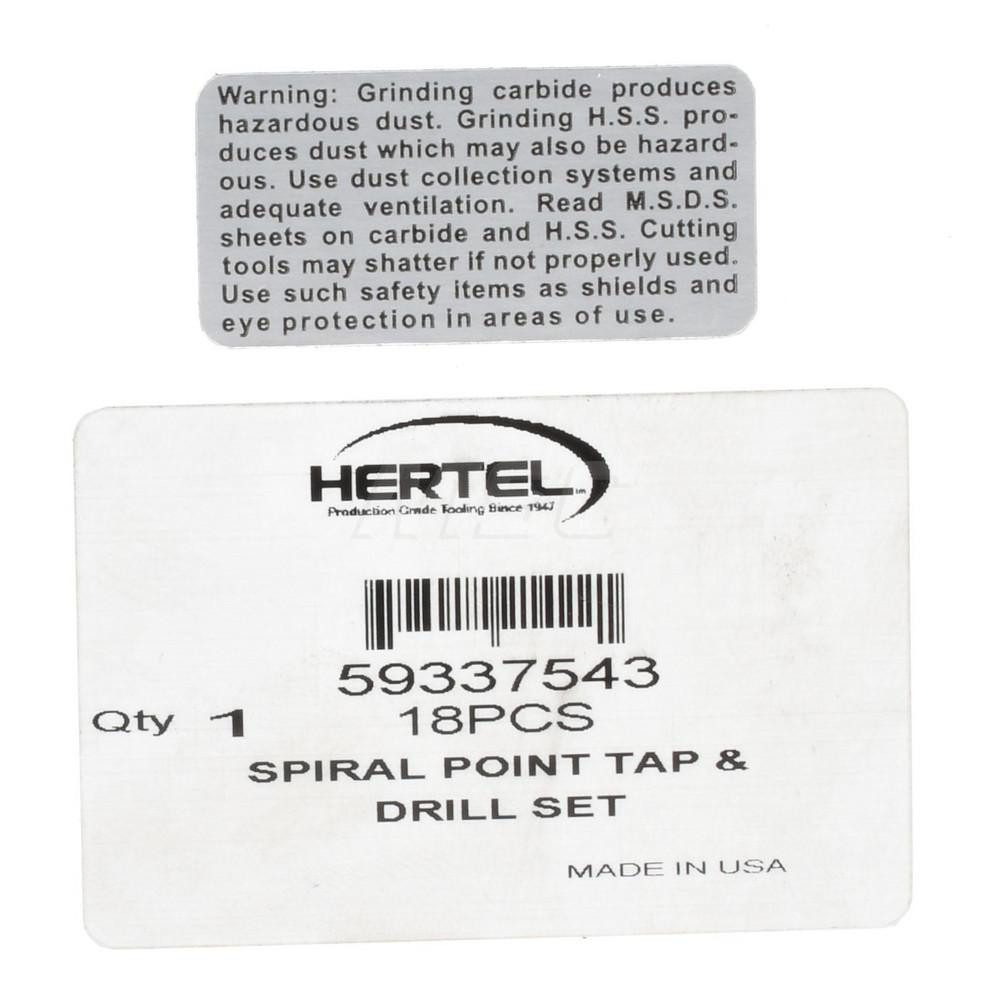 Warning: Grinding carbide produces
hazardous dust. Grinding H.S.S. pro-
duces dust which may also be hazard-
ous. Use dust collection systems and
adequate ventilation. Read M.S.D.S.
sheets on carbide and H.S.S. Cutting
tools may shatter if not properly used.
Use such safety items as shields and
eye protection in areas of use.
HERTEL tm
Production Grade Tooling Since 1947
59337543
Qty 1 18PCS
SPIRAL POINT TAP &
DRILL SET
MADE IN USA